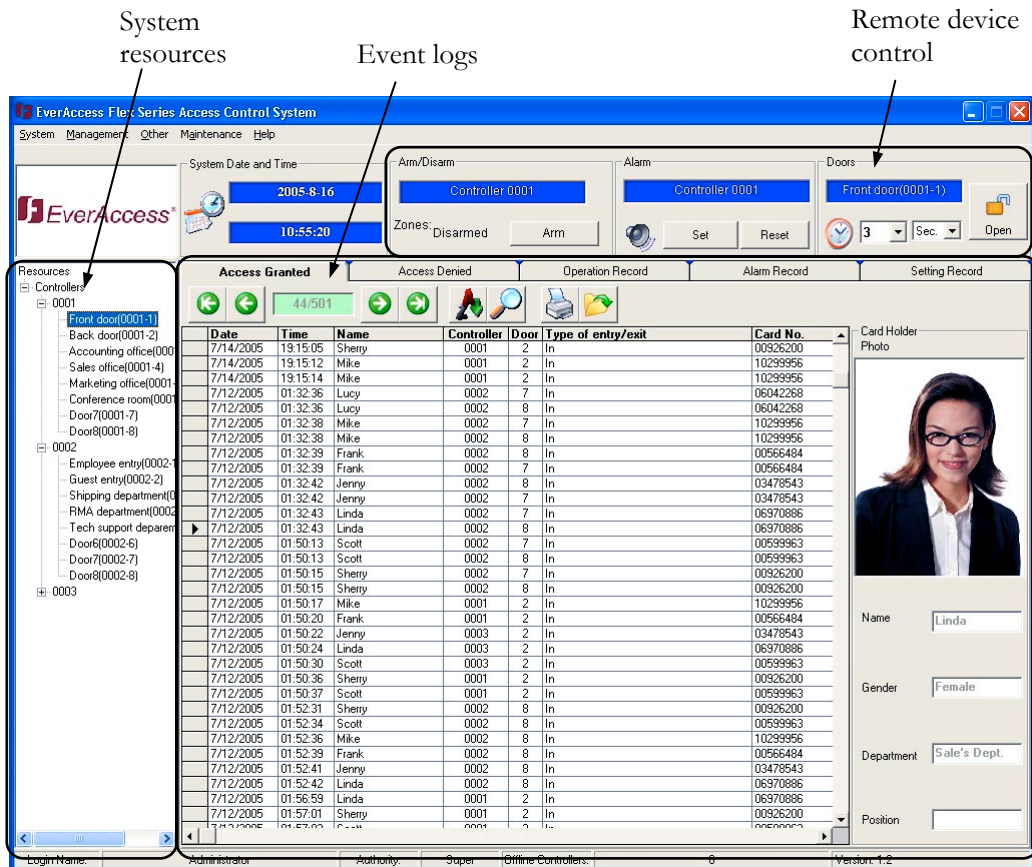 System
resources
Event logs
Remote device
control
EverAccess Flex Series Access Control System
System Management Other Maintenance Help
EverAccess®
System Date and Time
2005-8-16
10:55:20
Arm/Disarm
Controller 0001
Zones: Disarmed Arm
Alarm
Controller 0001
Set Reset
Doors
Front door(0001-1)
3 Sec. Open
Resources
Controllers
0001
Front door(0001-1)
Back door(0001-2)
Accounting office(000
Sales office(0001-4)
Marketing office(0001-
Conference room(0001
Door7(0001-7)
Door8(0001-8)
0002
Employee entry(0002-1
Guest entry(0002-2)
Shipping department(0
RMA department(0002
Tech support deparem
Door6(0002-6)
Door7(0002-7)
Door8(0002-8)
0003
Access Granted Access Denied Operation Record Alarm Record Setting Record
44/501
Date Time Name Controller Door Type of entry/exit Card No.
7/14/2005 19:15:05 Sherry 0001 2 In 00926200
7/14/2005 19:15:12 Mike 0001 2 In 10299956
7/14/2005 19:15:14 Mike 0001 2 In 10299956
7/12/2005 01:32:36 Lucy 0002 7 In 06042268
7/12/2005 01:32:36 Lucy 0002 8 In 06042268
7/12/2005 01:32:38 Mike 0002 7 In 10299956
7/12/2005 01:32:38 Mike 0002 8 In 10299956
7/12/2005 01:32:39 Frank 0002 8 In 00566484
7/12/2005 01:32:39 Frank 0002 7 In 00566484
7/12/2005 01:32:42 Jenny 0002 8 In 03478543
7/12/2005 01:32:42 Jenny 0002 7 In 03478543
7/12/2005 01:32:43 Linda 0002 7 In 06970886
7/12/2005 01:32:43 Linda 0002 8 In 06970886
7/12/2005 01:50:13 Scott 0002 7 In 00599963
7/12/2005 01:50:13 Scott 0002 8 In 00599963
7/12/2005 01:50:15 Sherry 0002 7 In 00926200
7/12/2005 01:50:15 Sherry 0002 8 In 00926200
7/12/2005 01:50:17 Mike 0001 2 In 10299956
7/12/2005 01:50:20 Frank 0001 2 In 00566484
7/12/2005 01:50:22 Jenny 0003 2 In 03478543
7/12/2005 01:50:24 Linda 0003 2 In 06970886
7/12/2005 01:50:30 Scott 0003 2 In 00599963
7/12/2005 01:50:36 Sherry 0001 2 In 00926200
7/12/2005 01:50:37 Scott 0001 2 In 00599963
7/12/2005 01:52:31 Sherry 0002 8 In 00926200
7/12/2005 01:52:34 Scott 0002 8 In 00599963
7/12/2005 01:52:36 Mike 0002 8 In 10299956
7/12/2005 01:52:39 Frank 0002 8 In 00566484
7/12/2005 01:52:41 Jenny 0002 8 In 03478543
7/12/2005 01:52:42 Linda 0002 8 In 06970886
7/12/2005 01:56:59 Linda 0001 2 In 06970886
7/12/2005 01:57:01 Sherry 0001 2 In 00926200
Card Holder
Photo
Name Linda
Gender Female
Department Sale's Dept.
Position
Login Name: Administrator Authority: Super Offline Controllers: Version: 1.2